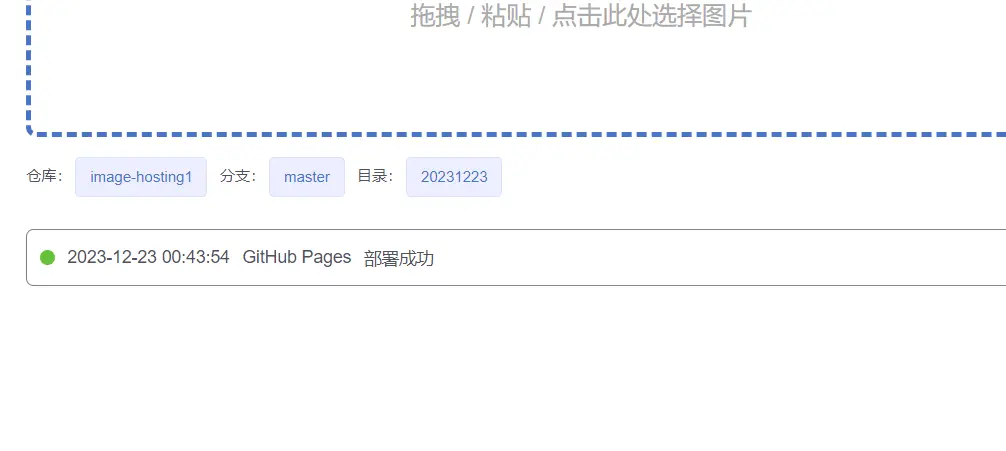 拖拽 / 粘贴 / 点击此处选择图片
仓库： image-hosting1 分支： master 目录： 20231223
2023-12-23 00:43:54 GitHub Pages 部署成功